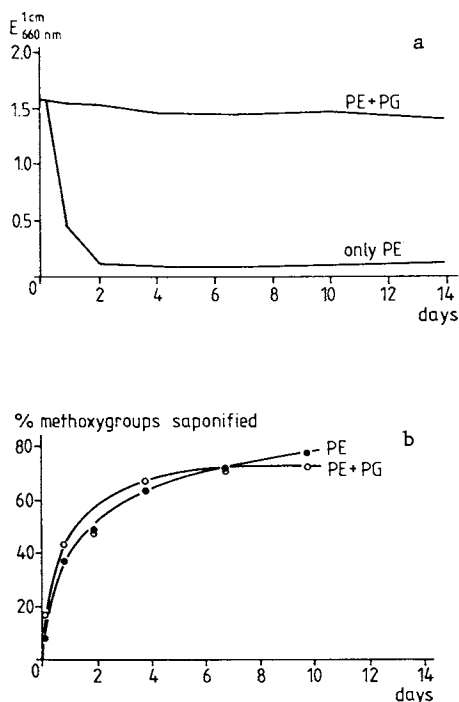 E 1cm 660 nm
a
2.0
PE+PG
1.5
1.0
0.5
only PE
0 2 4 6 8 10 12 14
days
% methoxygroups saponified
b
80
PE
PE+PG
60
40
20
0 2 4 6 8 10 12 14
days